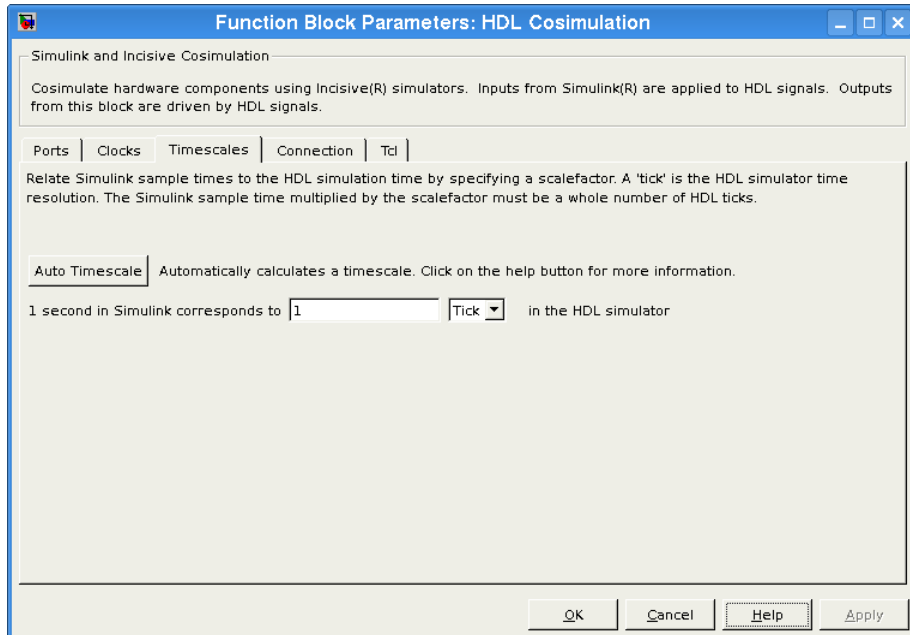 Function Block Parameters: HDL Cosimulation
Simulink and Incisive Cosimulation
Cosimulate hardware components using Incisive(R) simulators.  Inputs from Simulink(R) are applied to HDL signals.  Outputs
from this block are driven by HDL signals.
Ports Clocks Timescales Connection Tcl
Relate Simulink sample times to the HDL simulation time by specifying a scalefactor. A 'tick' is the HDL simulator time
resolution. The Simulink sample time multiplied by the scalefactor must be a whole number of HDL ticks.
Auto Timescale Automatically calculates a timescale. Click on the help button for more information.
1 second in Simulink corresponds to 1 Tick in the HDL simulator
OK Cancel Help Apply